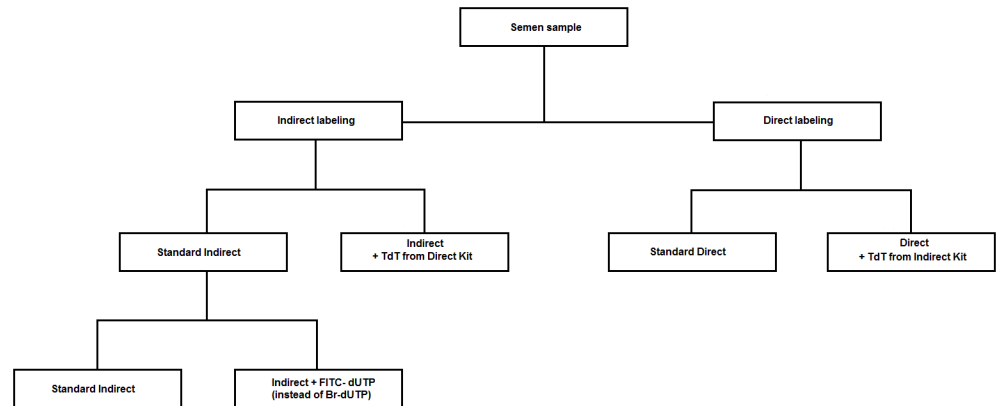 Semen sample
Indirect labeling
Direct labeling
Standard Indirect
Indirect
+ TdT from Direct Kit
Standard Direct
Direct
+ TdT from Indirect Kit
Standard Indirect
Indirect + FITC- dUTP
(instead of Br-dUTP)